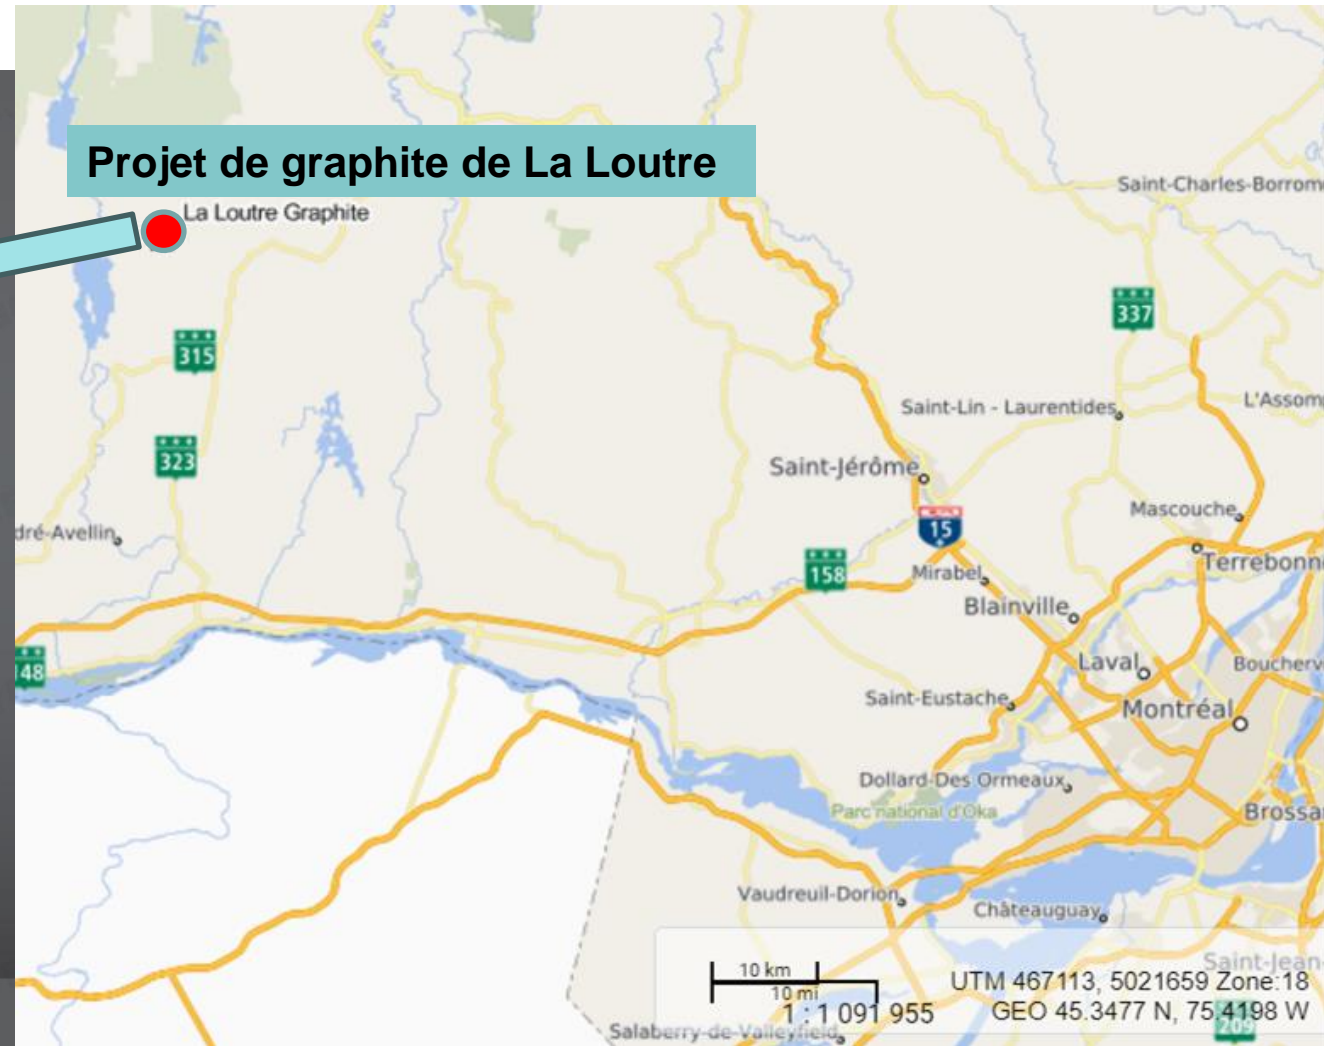 Projet de graphite de La Loutre
La Loutre Graphite
Saint-Charles-Borrom
337
315
L'Assom
Saint-Lin - Laurentides
323
Saint-Jérôme
Mascouche
15
dré-Avellin
Terrebonn
158
Mirabel
Blainville
148
Laval
Boucherv
Saint-Eustache
Montréal
Dollard-Des Ormeaux
Parc national d'Oka
Brossa
Vaudreuil-Dorion
Châteauguay
Saint-Jean-
10 km
10 mi
UTM 467113, 5021659 Zone:18
1 : 1 091 955
GEO 45.3477 N, 75.4198 W
209
Salaberry-de-Valleyfield